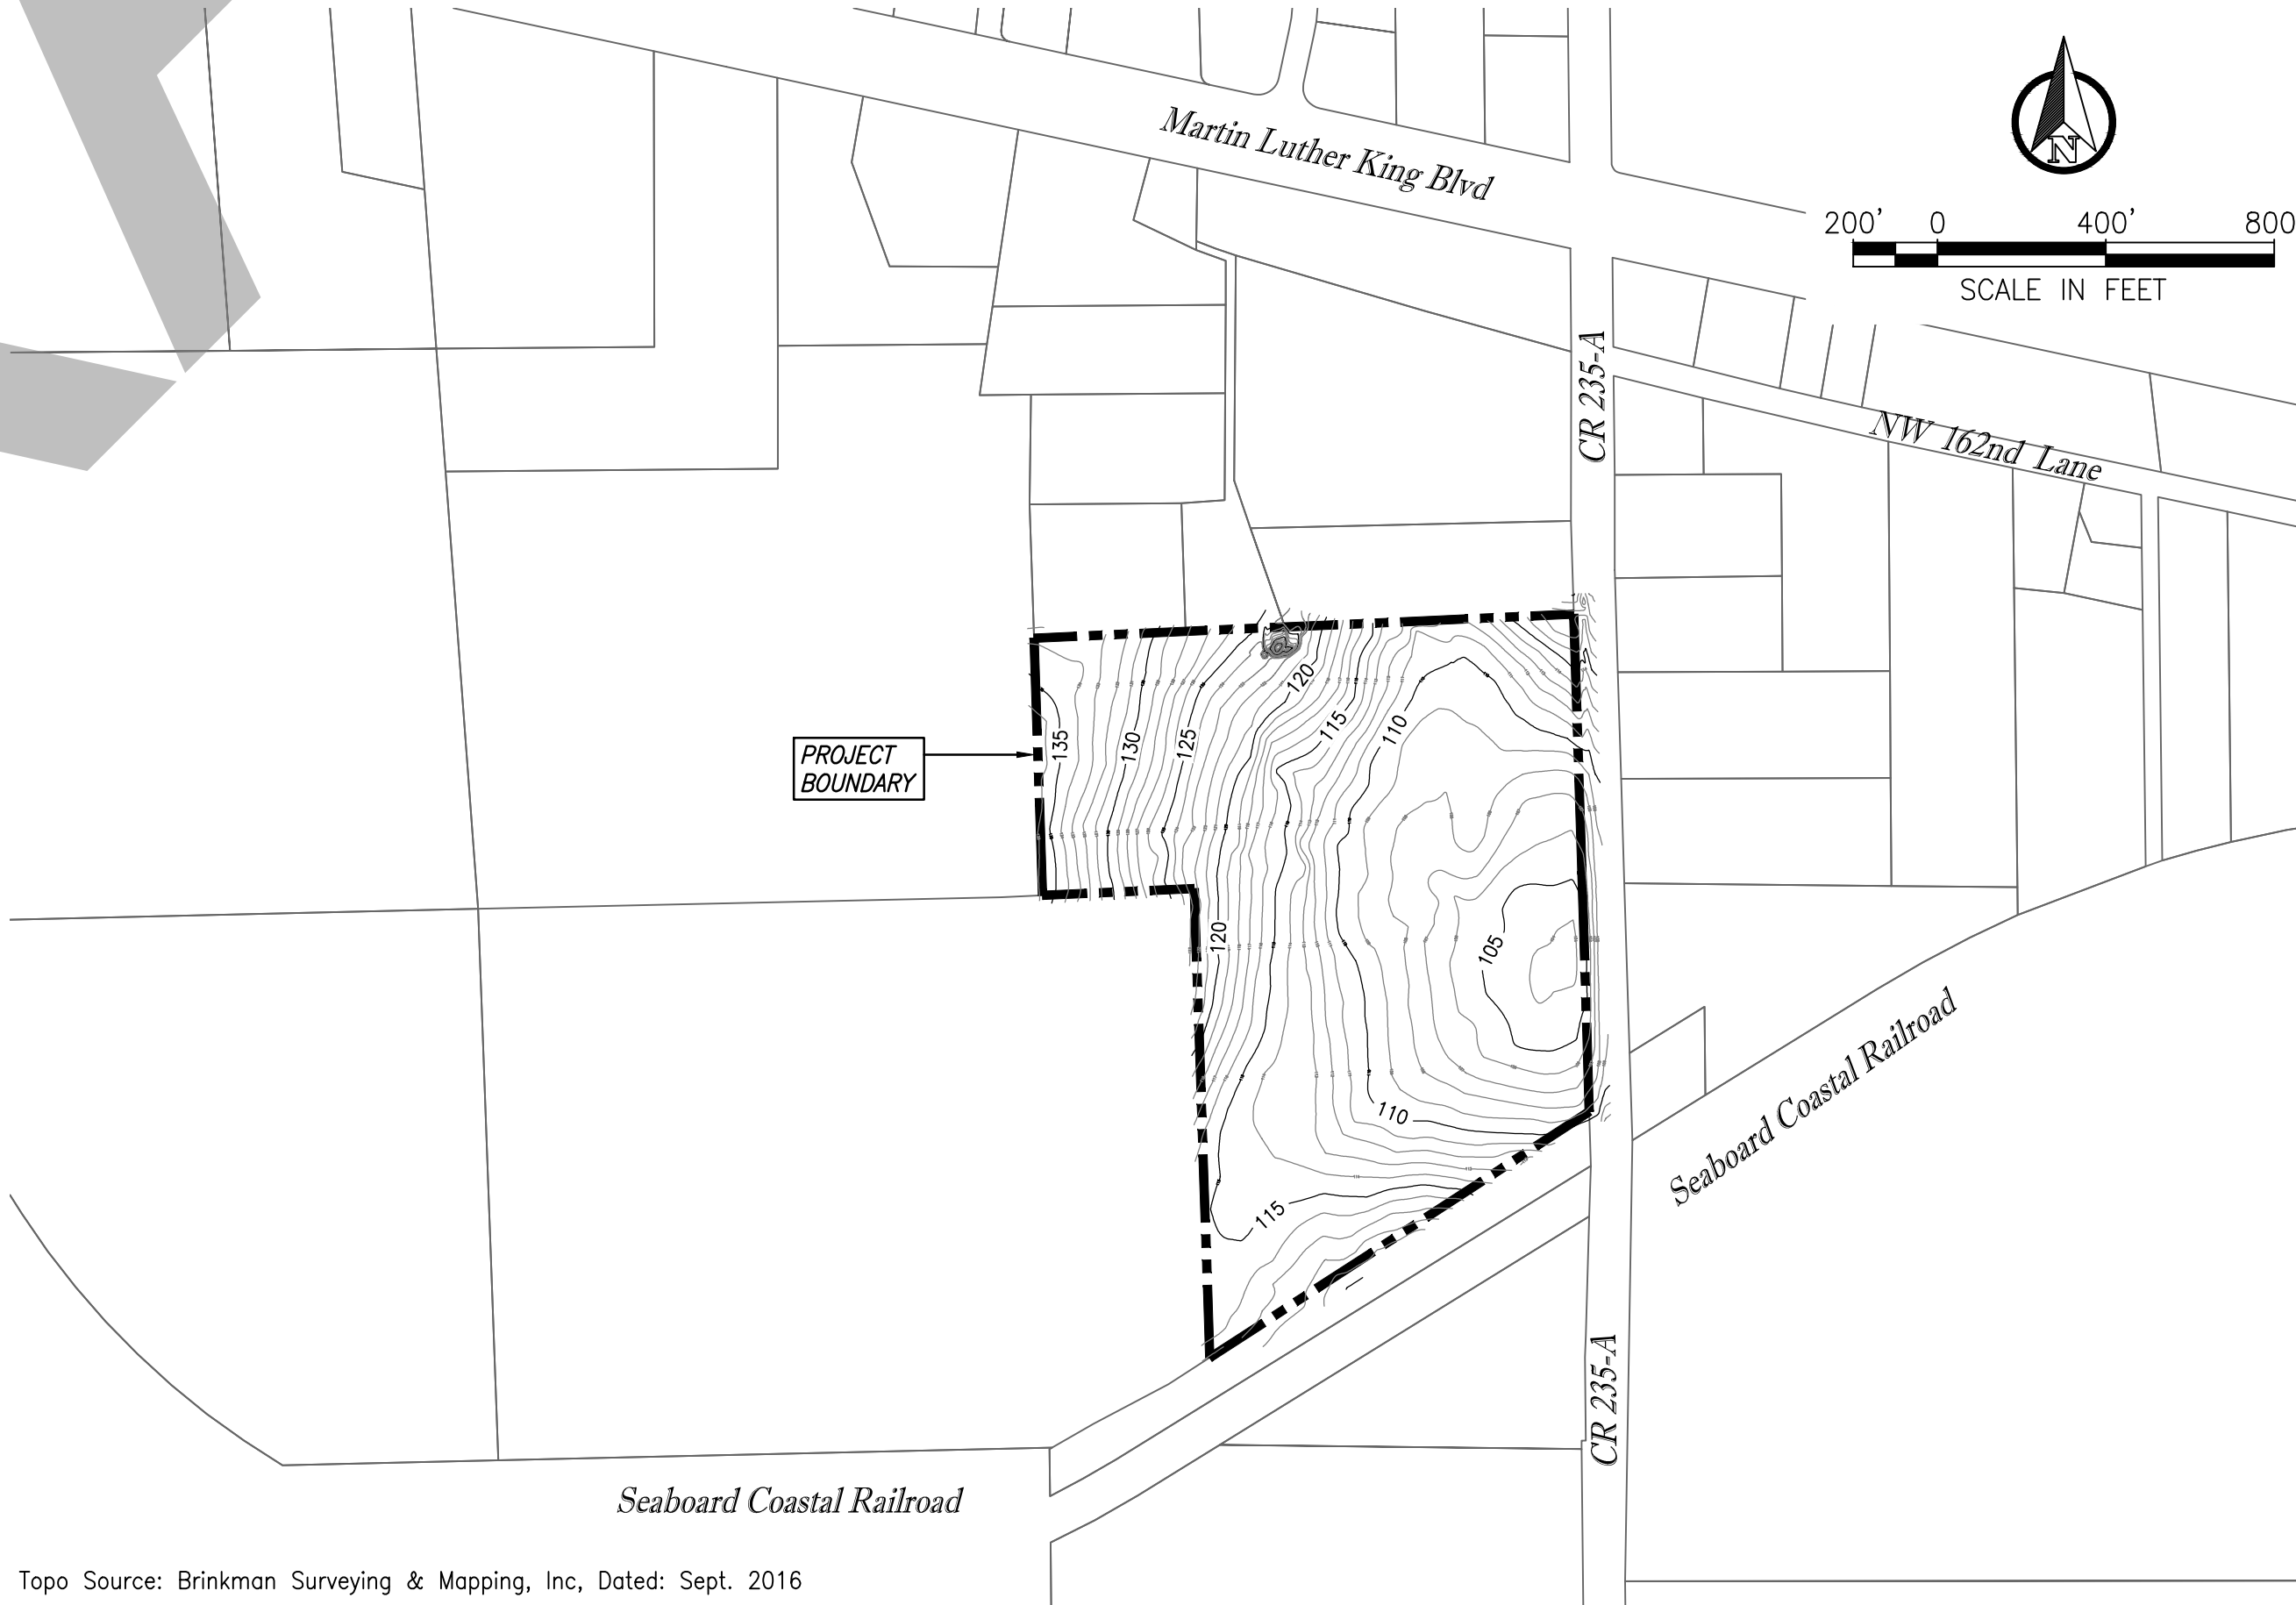 Martin Luther King Blvd
N
200' 0 400' 800
SCALE IN FEET
CR 235-A
NW 162nd Lane
PROJECT
BOUNDARY
135
130
125
120
115
110
120
105
110
115
Seaboard Coastal Railroad
CR 235-A
Seaboard Coastal Railroad
Topo Source: Brinkman Surveying & Mapping, Inc, Dated: Sept. 2016